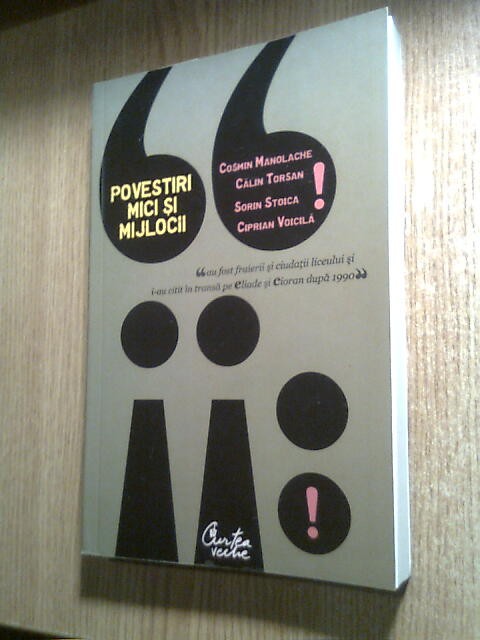 POVESTIRI
MICI ȘI
MIJLOCII
COSMIN MANOLACHE
CĂLIN TORSAN
SORIN STOICA
CIPRIAN VOICILĂ
!
“au fost fraierii și ciudații liceului și
i-au citit în transă pe eliade și cioran după 1990”
!
Curtea
veche